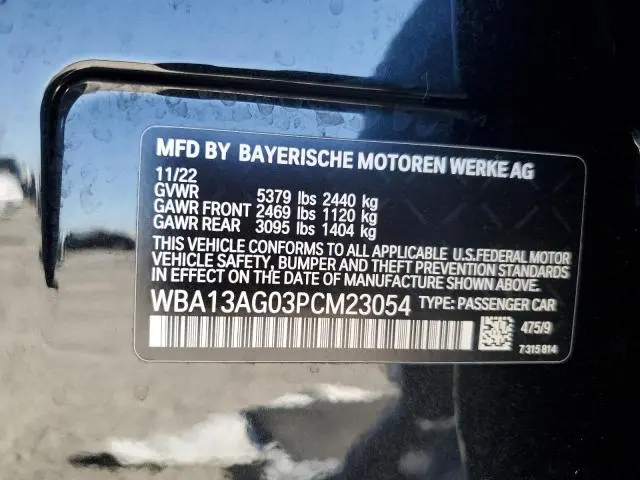 MFD BY BAYERISCHE MOTOREN WERKE AG
11/22
GVWR 5379 lbs 2440 kg
GAWR FRONT 2469 lbs 1120 kg
GAWR REAR 3095 lbs 1404 kg
THIS VEHICLE CONFORMS TO ALL APPLICABLE U.S.FEDERAL MOTOR
VEHICLE SAFETY, BUMPER AND THEFT PREVENTION STANDARDS
IN EFFECT ON THE DATE OF MANUFACTURE SHOWN ABOVE.
WBA13AG03PCM23054 TYPE: PASSENGER CAR
475/9
7315814